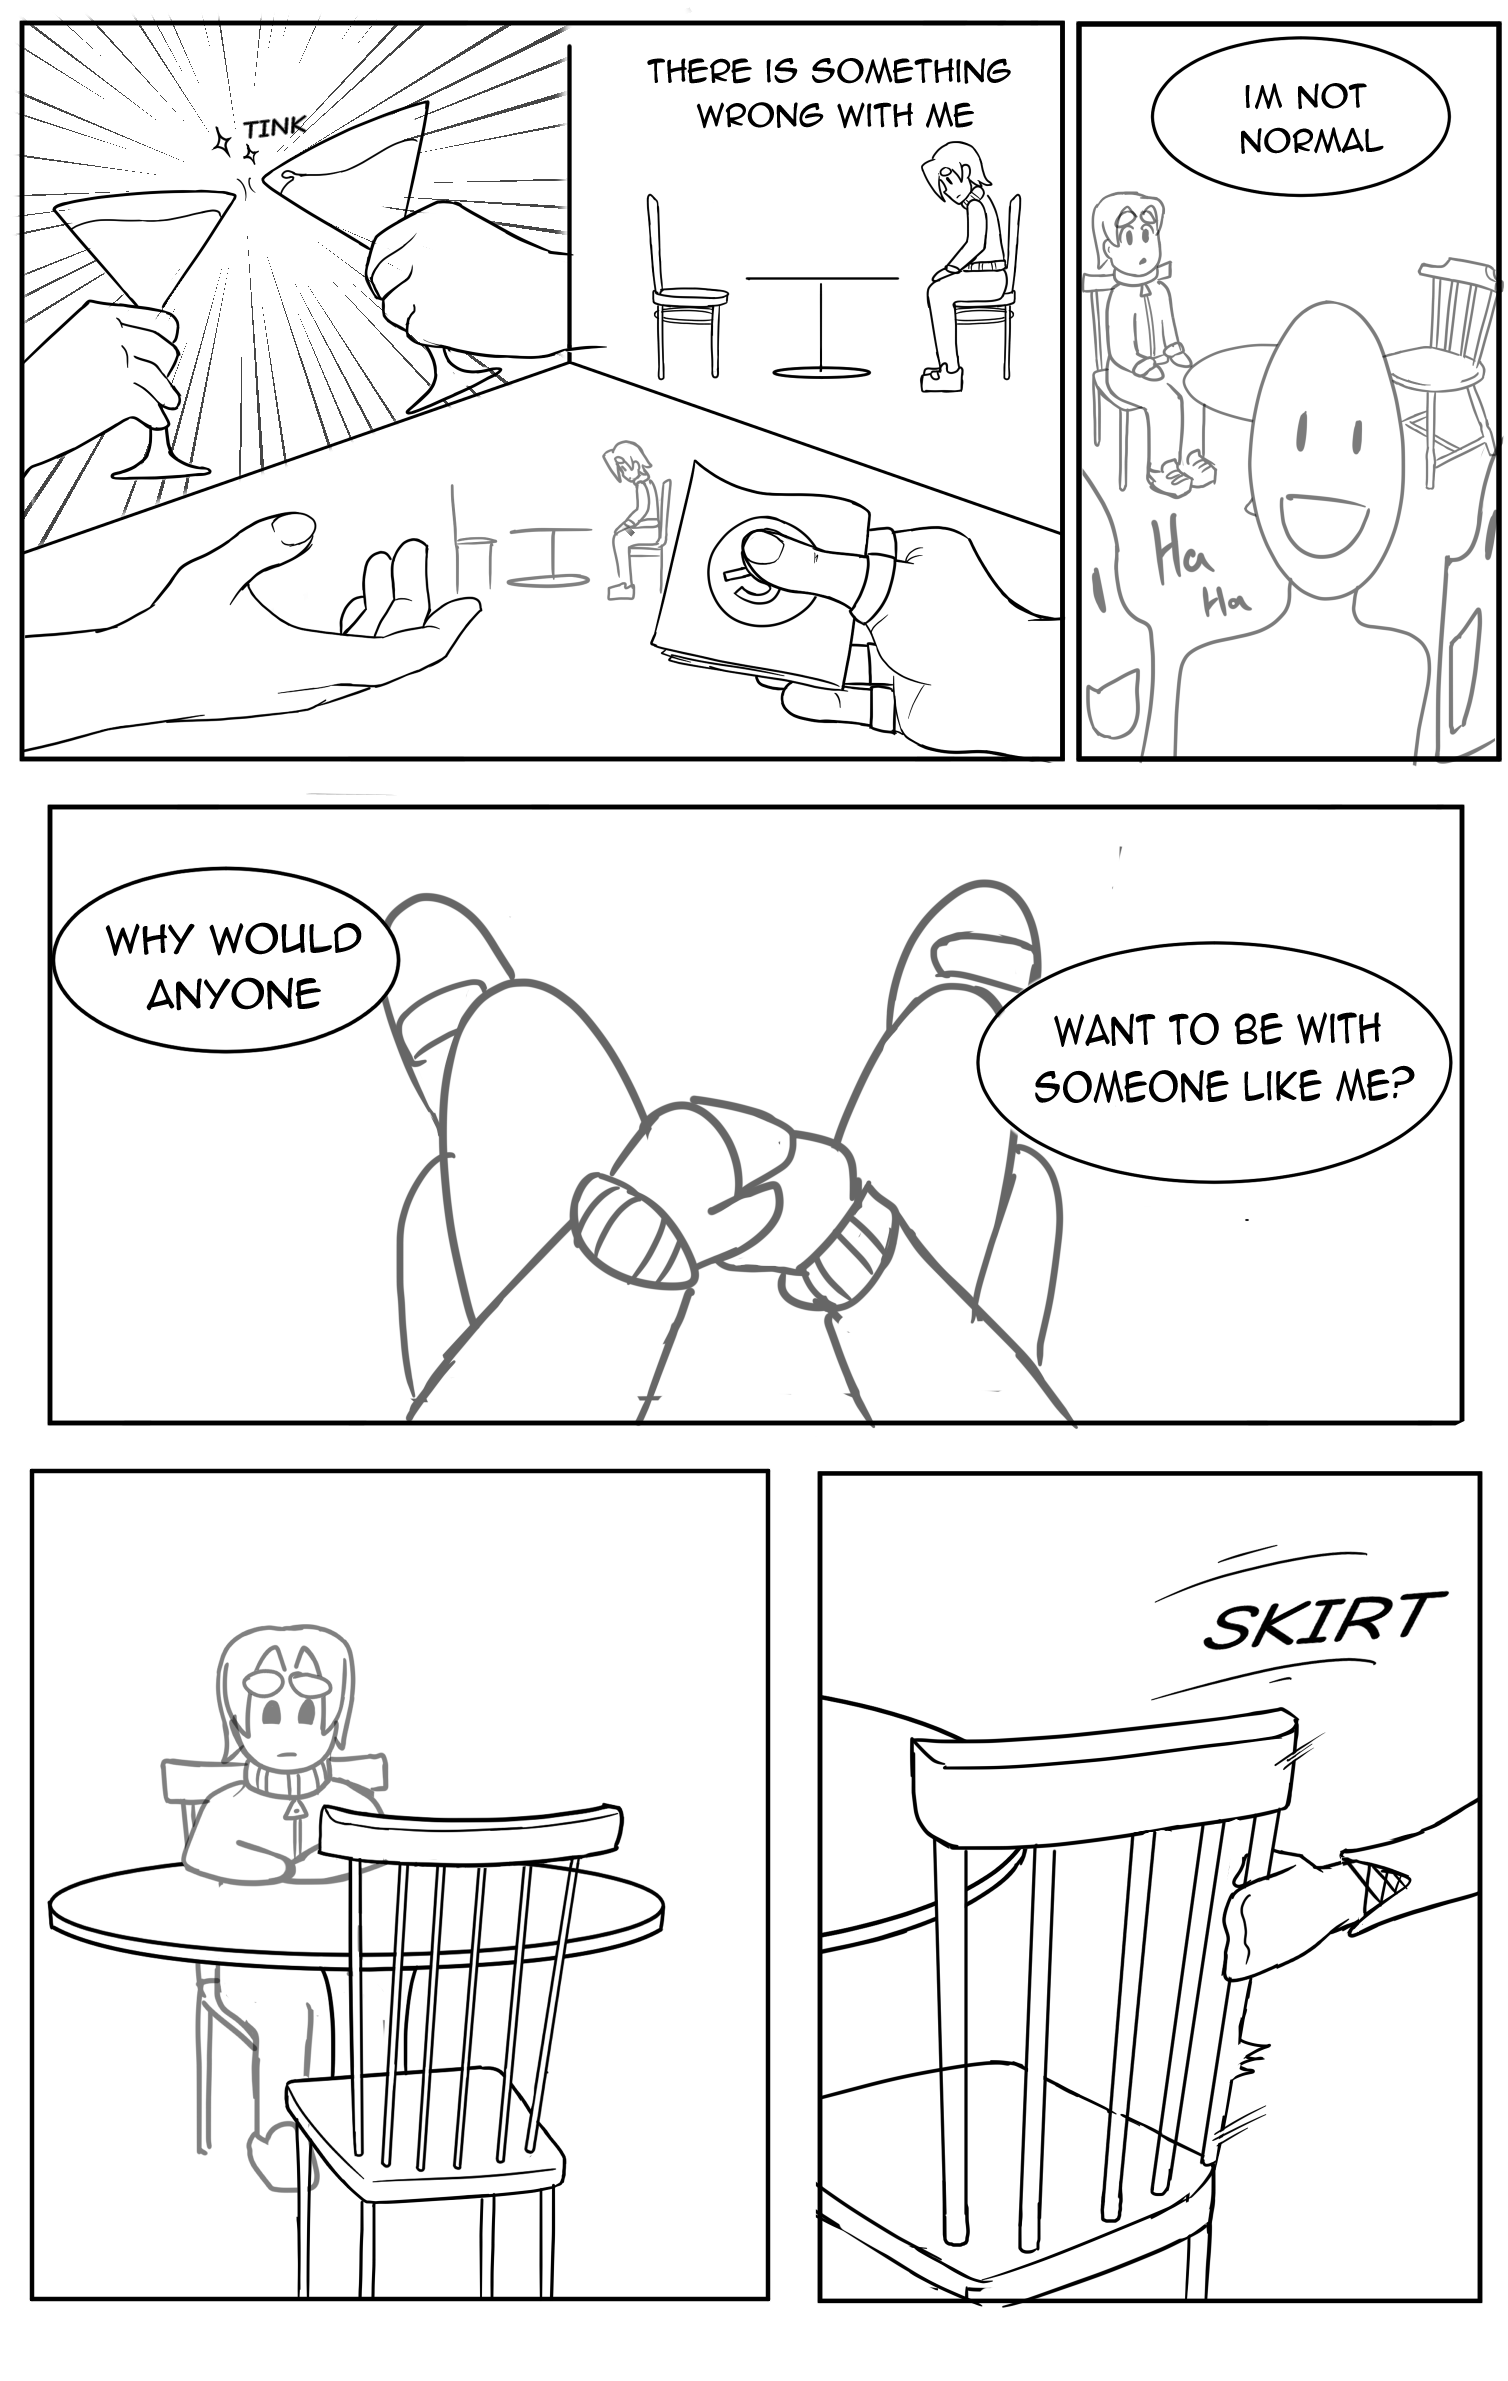 TINK
THERE IS SOMETHING
WRONG WITH ME
IM NOT
NORMAL
Ha
Ha
WHY WOULD
ANYONE
WANT TO BE WITH
SOMEONE LIKE ME?
SKIRT